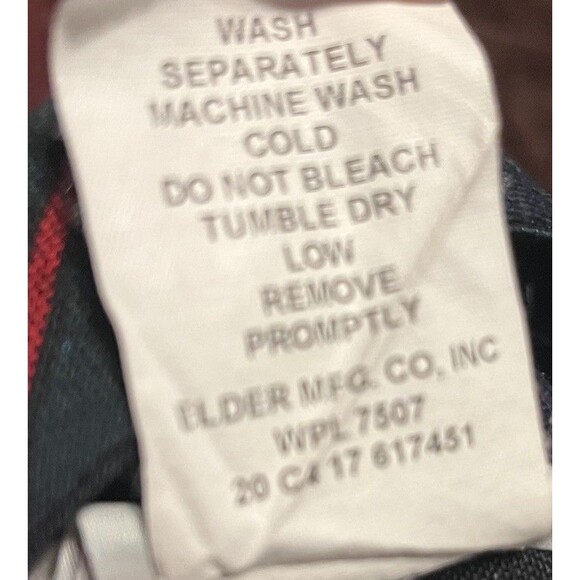 WASH
SEPARATELY
MACHINE WASH
COLD
DO NOT BLEACH
TUMBLE DRY
LOW
REMOVE
PROMPTLY
ELDER MFG. CO, INC
WPL 7507
20 CA 17 617451